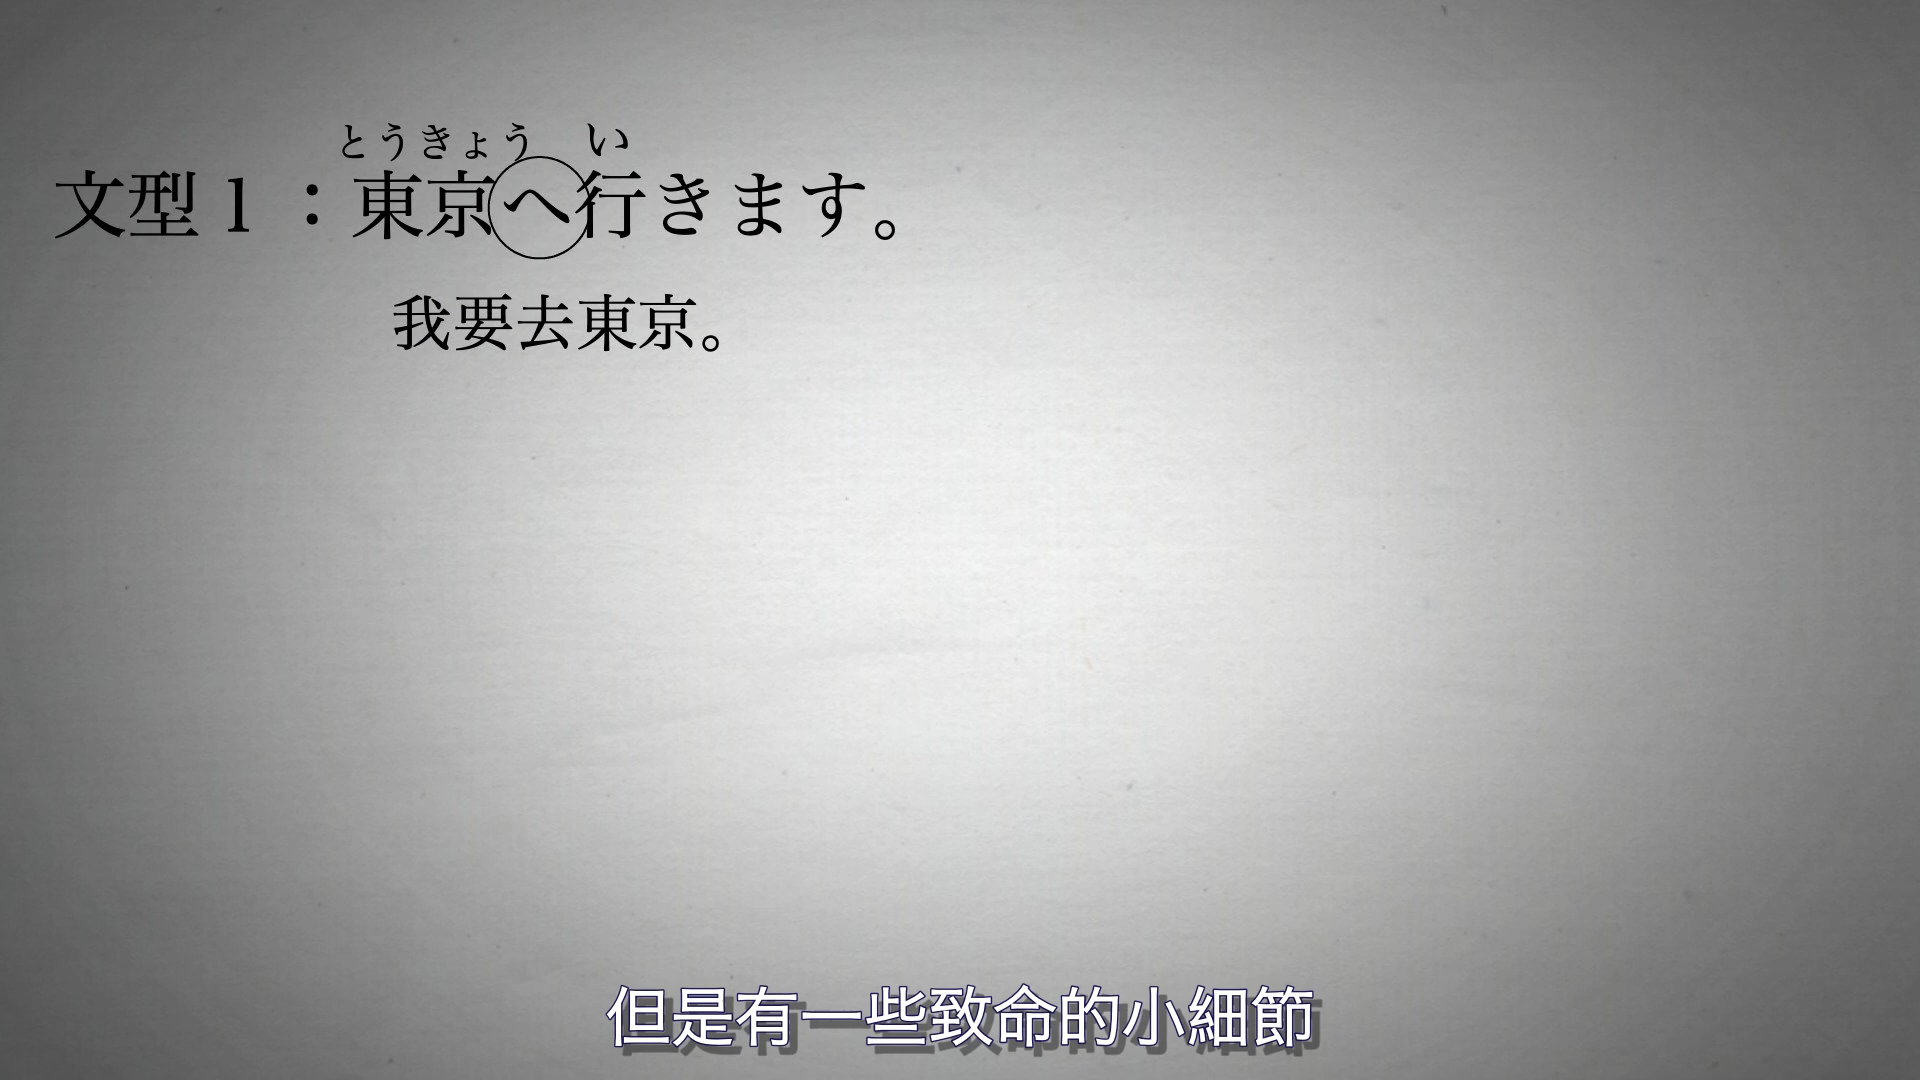 とうきょう い
文型１：東京へ行きます。
我要去東京。
但是有一些致命的小細節